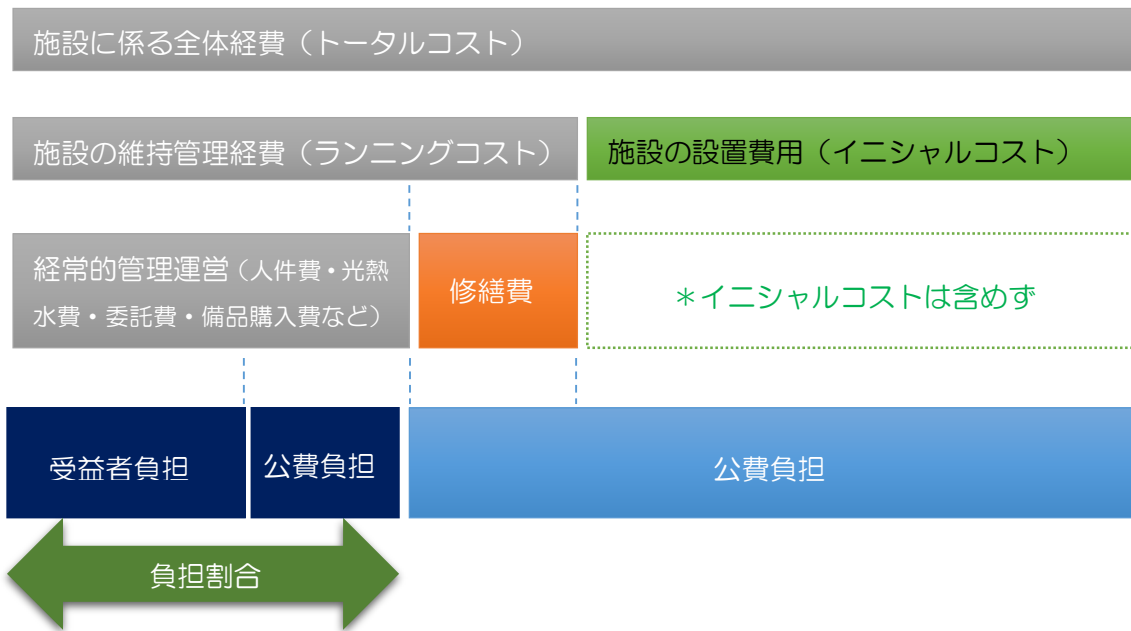 施設に係る全体経費（トータルコスト）
施設の維持管理経費（ランニングコスト）
施設の設置費用（イニシャルコスト）
経常的管理運営（人件費・光熱
水費・委託費・備品購入費など）
修繕費
＊イニシャルコストは含めず
受益者負担
公費負担
公費負担
負担割合